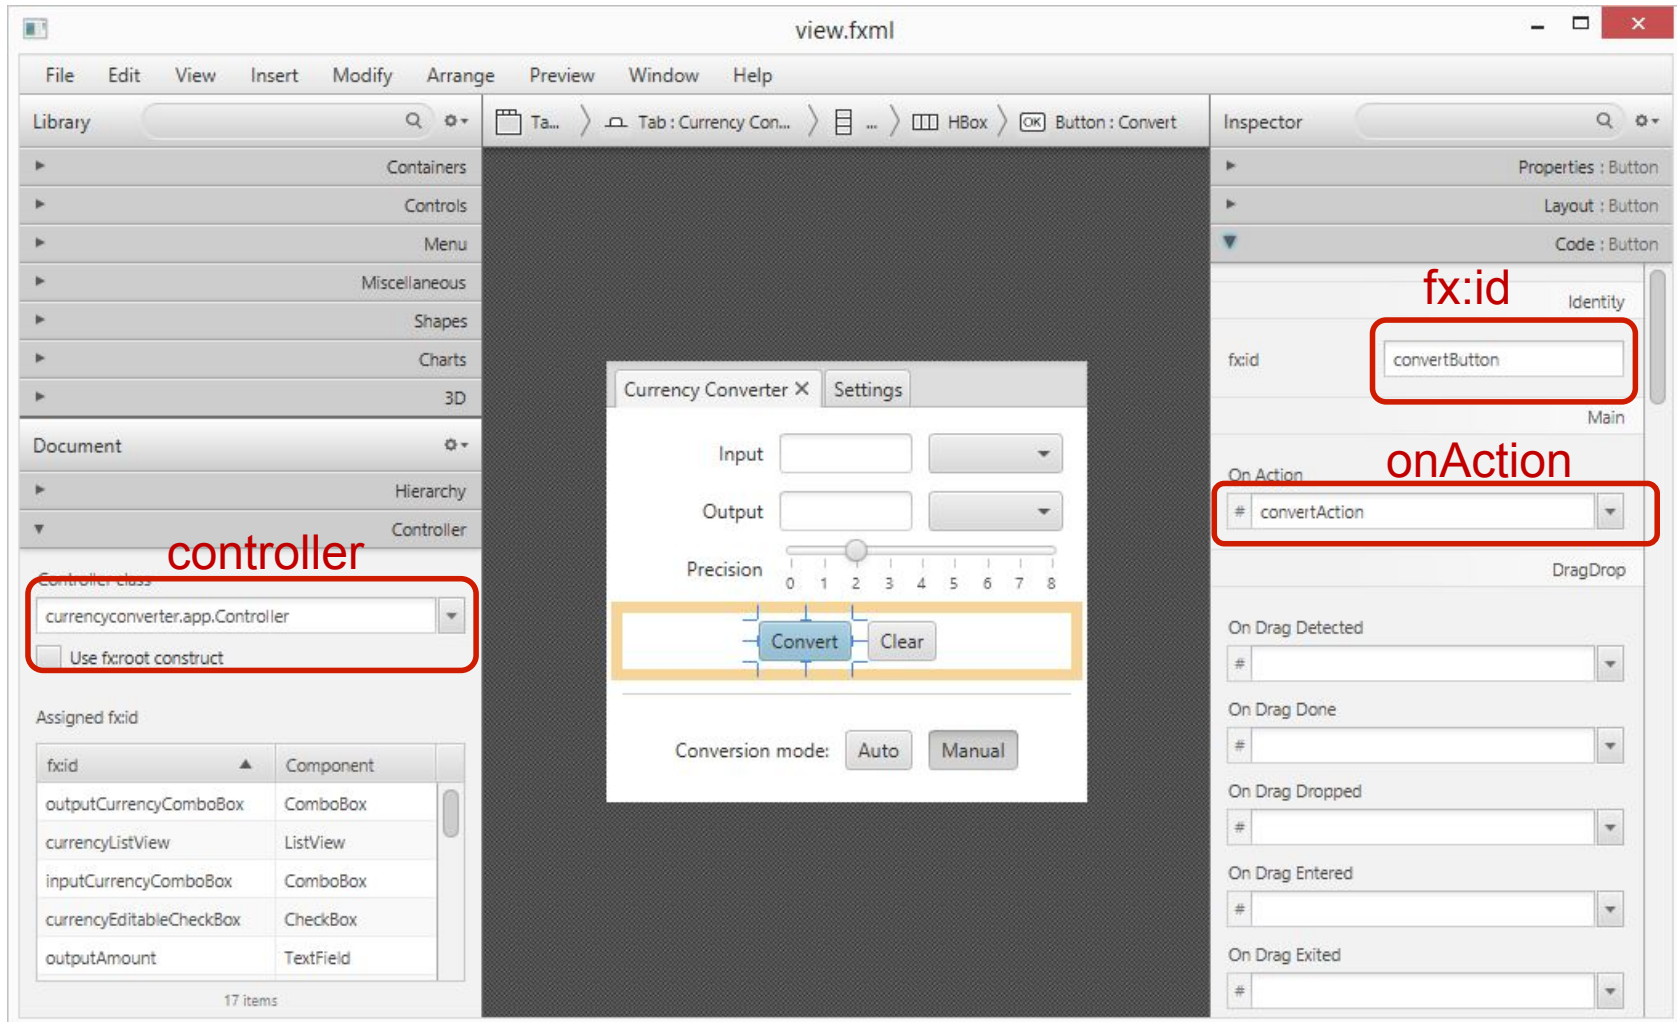 view.fxml
File Edit View Insert Modify Arrange Preview Window Help
Library
Ta... Tab : Currency Con... ... HBox OK Button : Convert
Inspector
Containers
Controls
Menu
Miscellaneous
Shapes
Charts
3D
Document
Hierarchy
Controller
controller
Controller class
currencyconverter.app.Controller
Use fx:root construct
Assigned fx:id
fx:id Component
outputCurrencyComboBox ComboBox
currencyListView ListView
inputCurrencyComboBox ComboBox
currencyEditableCheckBox CheckBox
outputAmount TextField
17 items
Currency Converter Settings
Input
Output
Precision
0 1 2 3 4 5 6 7 8
Convert Clear
Conversion mode: Auto Manual
Properties : Button
Layout : Button
Code : Button
fx:id
Identity
fx:id convertButton
Main
onAction
On Action
# convertAction
DragDrop
On Drag Detected
#
On Drag Done
#
On Drag Dropped
#
On Drag Entered
#
On Drag Exited
#